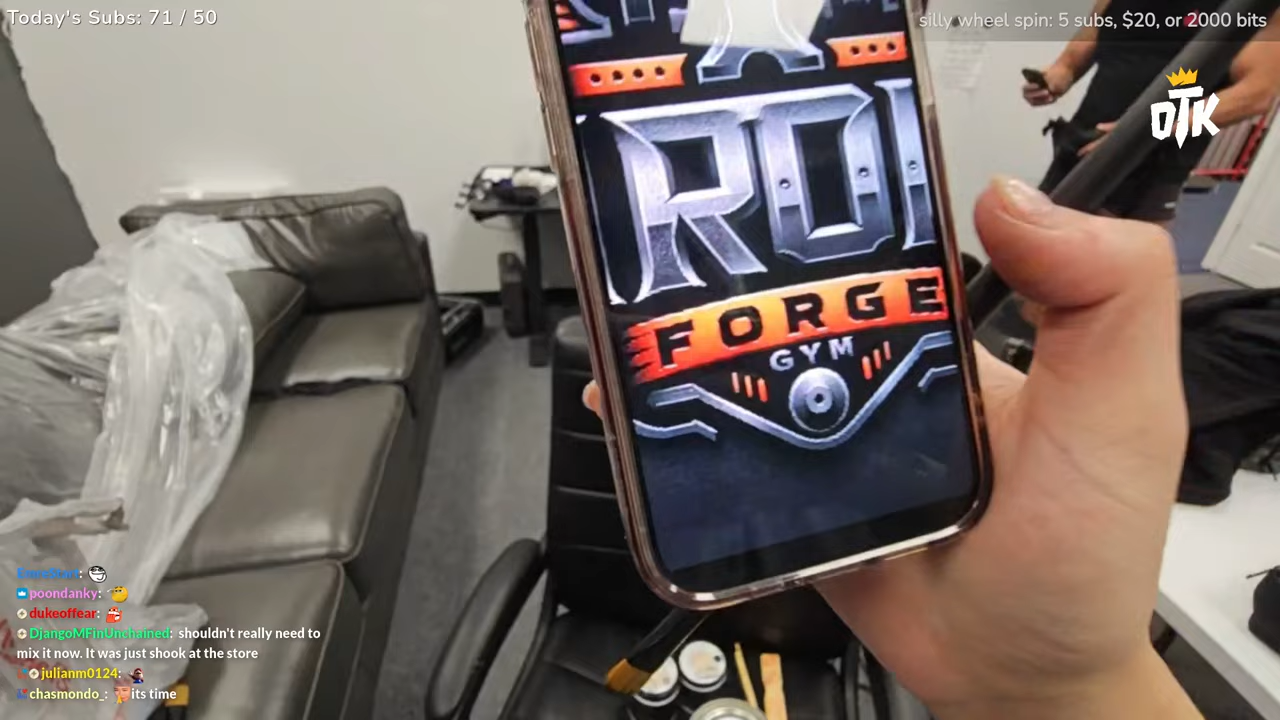 Today's Subs: 71 / 50
silly wheel spin: 5 subs, $20, or 2000 bits
OTK
FORGE
GYM
poondanky:
dukeoffear:
DjangoMFinUnchained: shouldn't really need to
mix it now. It was just shook at the store
julianm0124:
chasmondo_: its time